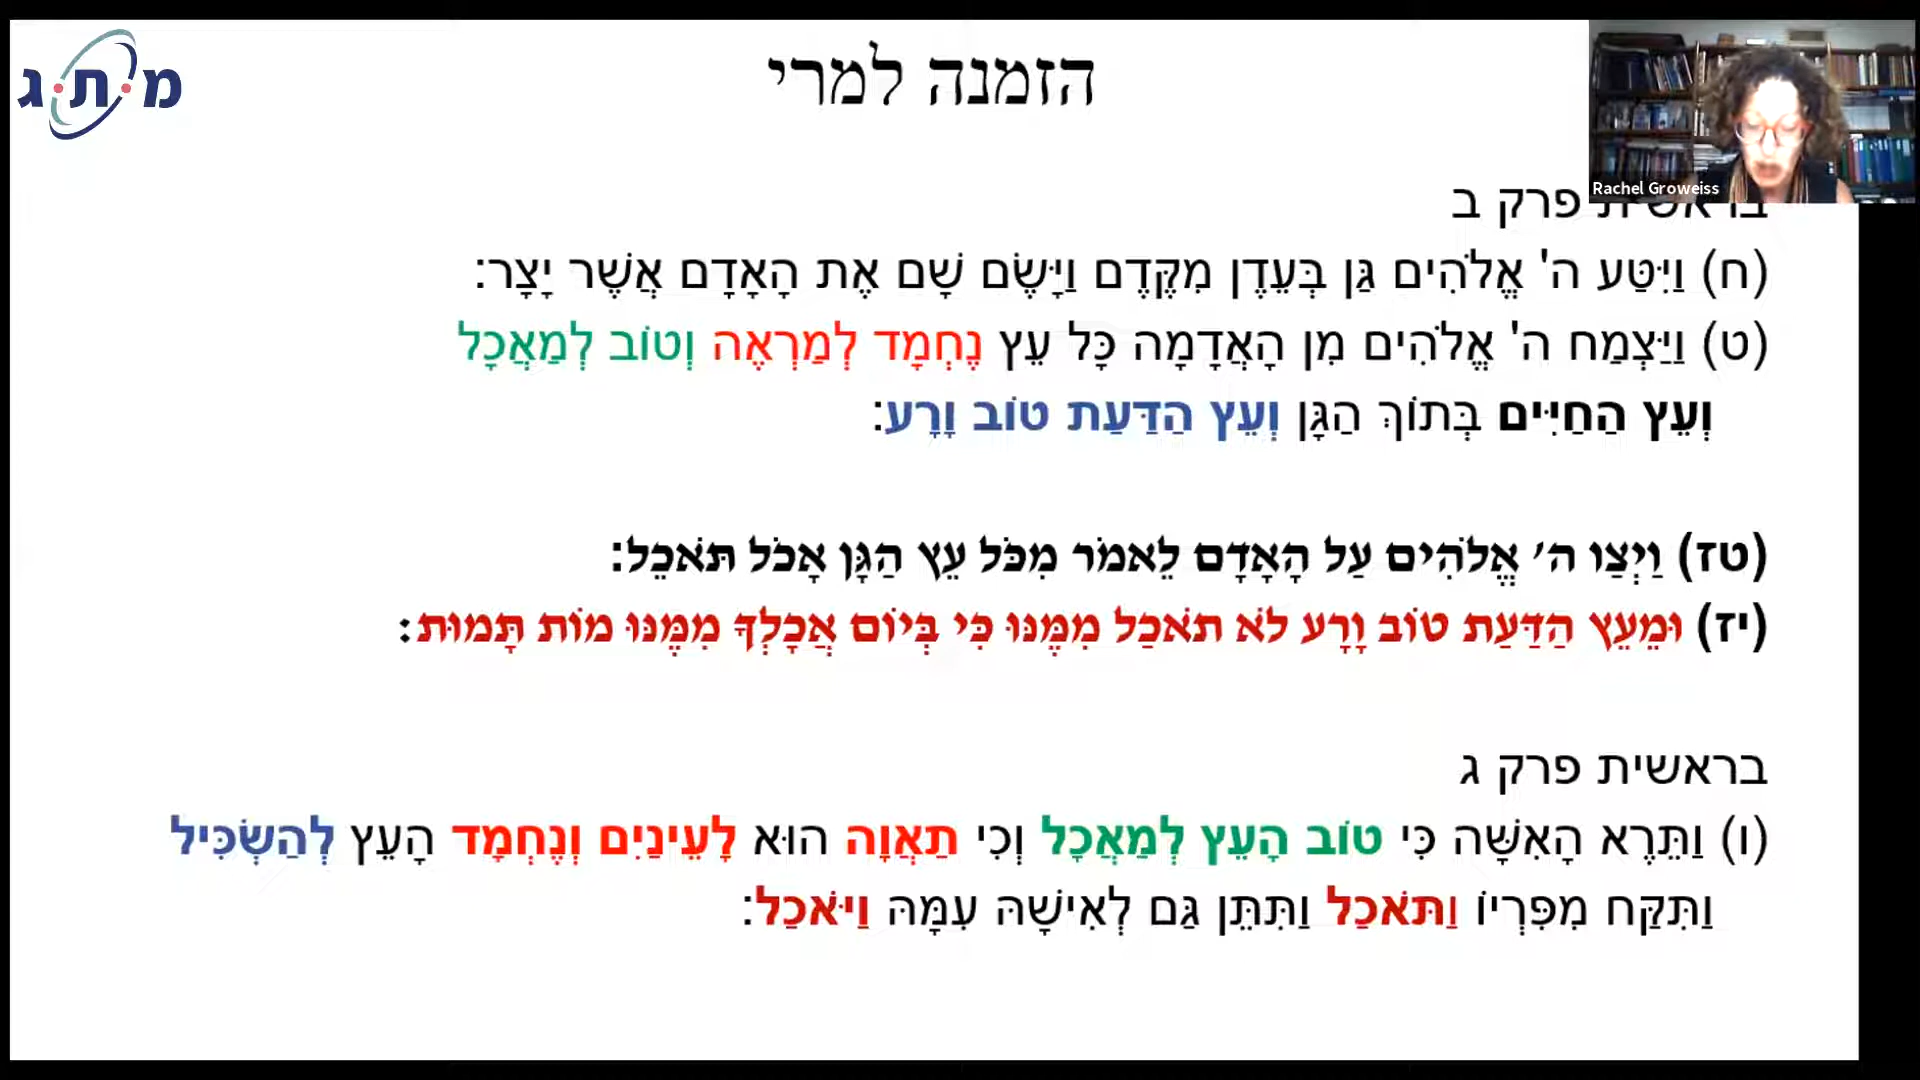 הזמנה למרי
מ.ת.ג
Rachel Groweiss
בראשית פרק ב
(ח) וַיִּטַּע ה' אֱלֹהִים גַּן בְּעֵדֶן מִקֶּדֶם וַיָּשֶׂם שָׁם אֶת הָאָדָם אֲשֶׁר יָצָר:
(ט) וַיַּצְמַח ה' אֱלֹהִים מִן הָאֲדָמָה כָּל עֵץ נֶחְמָד לְמַרְאֶה וְטוֹב לְמַאֲכָל
וְעֵץ הַחַיִּים בְּתוֹךְ הַגָּן וְעֵץ הַדַּעַת טוֹב וָרָע:
(טז) וַיְצַו ה' אֱלֹהִים עַל הָאָדָם לֵאמֹר מִכֹּל עֵץ הַגָּן אָכֹל תֹּאכֵל:
(יז) וּמֵעֵץ הַדַּעַת טוֹב וָרָע לֹא תֹאכַל מִמֶּנּוּ כִּי בְּיוֹם אֲכָלְךָ מִמֶּנּוּ מוֹת תָּמוּת:
בראשית פרק ג
(ו) וַתֵּרֶא הָאִשָּׁה כִּי טוֹב הָעֵץ לְמַאֲכָל וְכִי תַאֲוָה הוּא לָעֵינַיִם וְנֶחְמָד הָעֵץ לְהַשְׂכִּיל
וַתִּקַּח מִפִּרְיוֹ וַתֹּאכַל וַתִּתֵּן גַּם לְאִישָׁהּ עִמָּהּ וַיֹּאכַל: